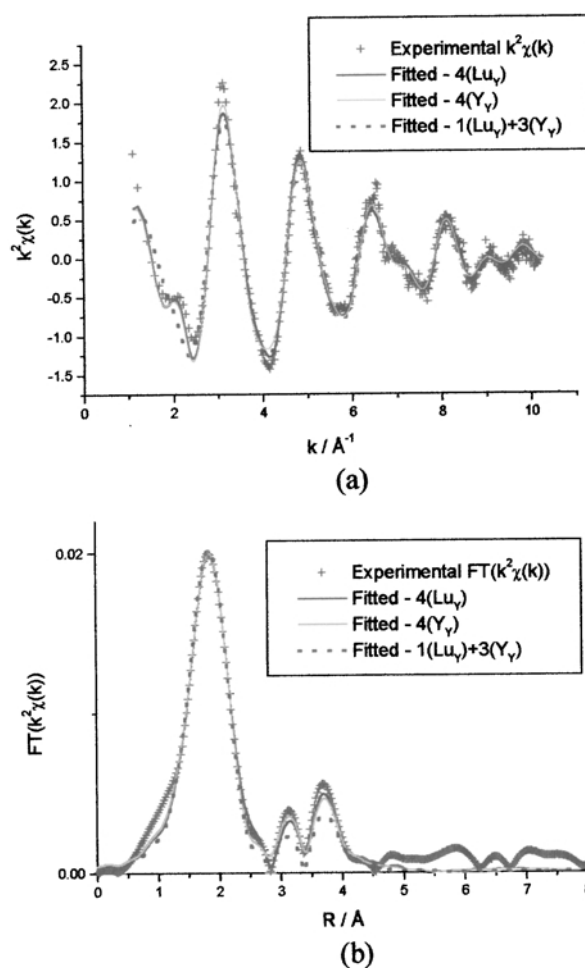 Experimental k²χ(k)
Fitted - 4(Lu_Y)
Fitted - 4(Y_Y)
Fitted - 1(Lu_Y)+3(Y_Y)
k²χ(k)
2.5
2.0
1.5
1.0
0.5
0.0
-0.5
-1.0
-1.5
0 2 4 6 8 10
k / Å⁻¹
(a)
Experimental FT(k²χ(k))
Fitted - 4(Lu_Y)
Fitted - 4(Y_Y)
Fitted - 1(Lu_Y)+3(Y_Y)
FT(k²χ(k))
0.02
0.00
0 1 2 3 4 5 6 7 8
R / Å
(b)